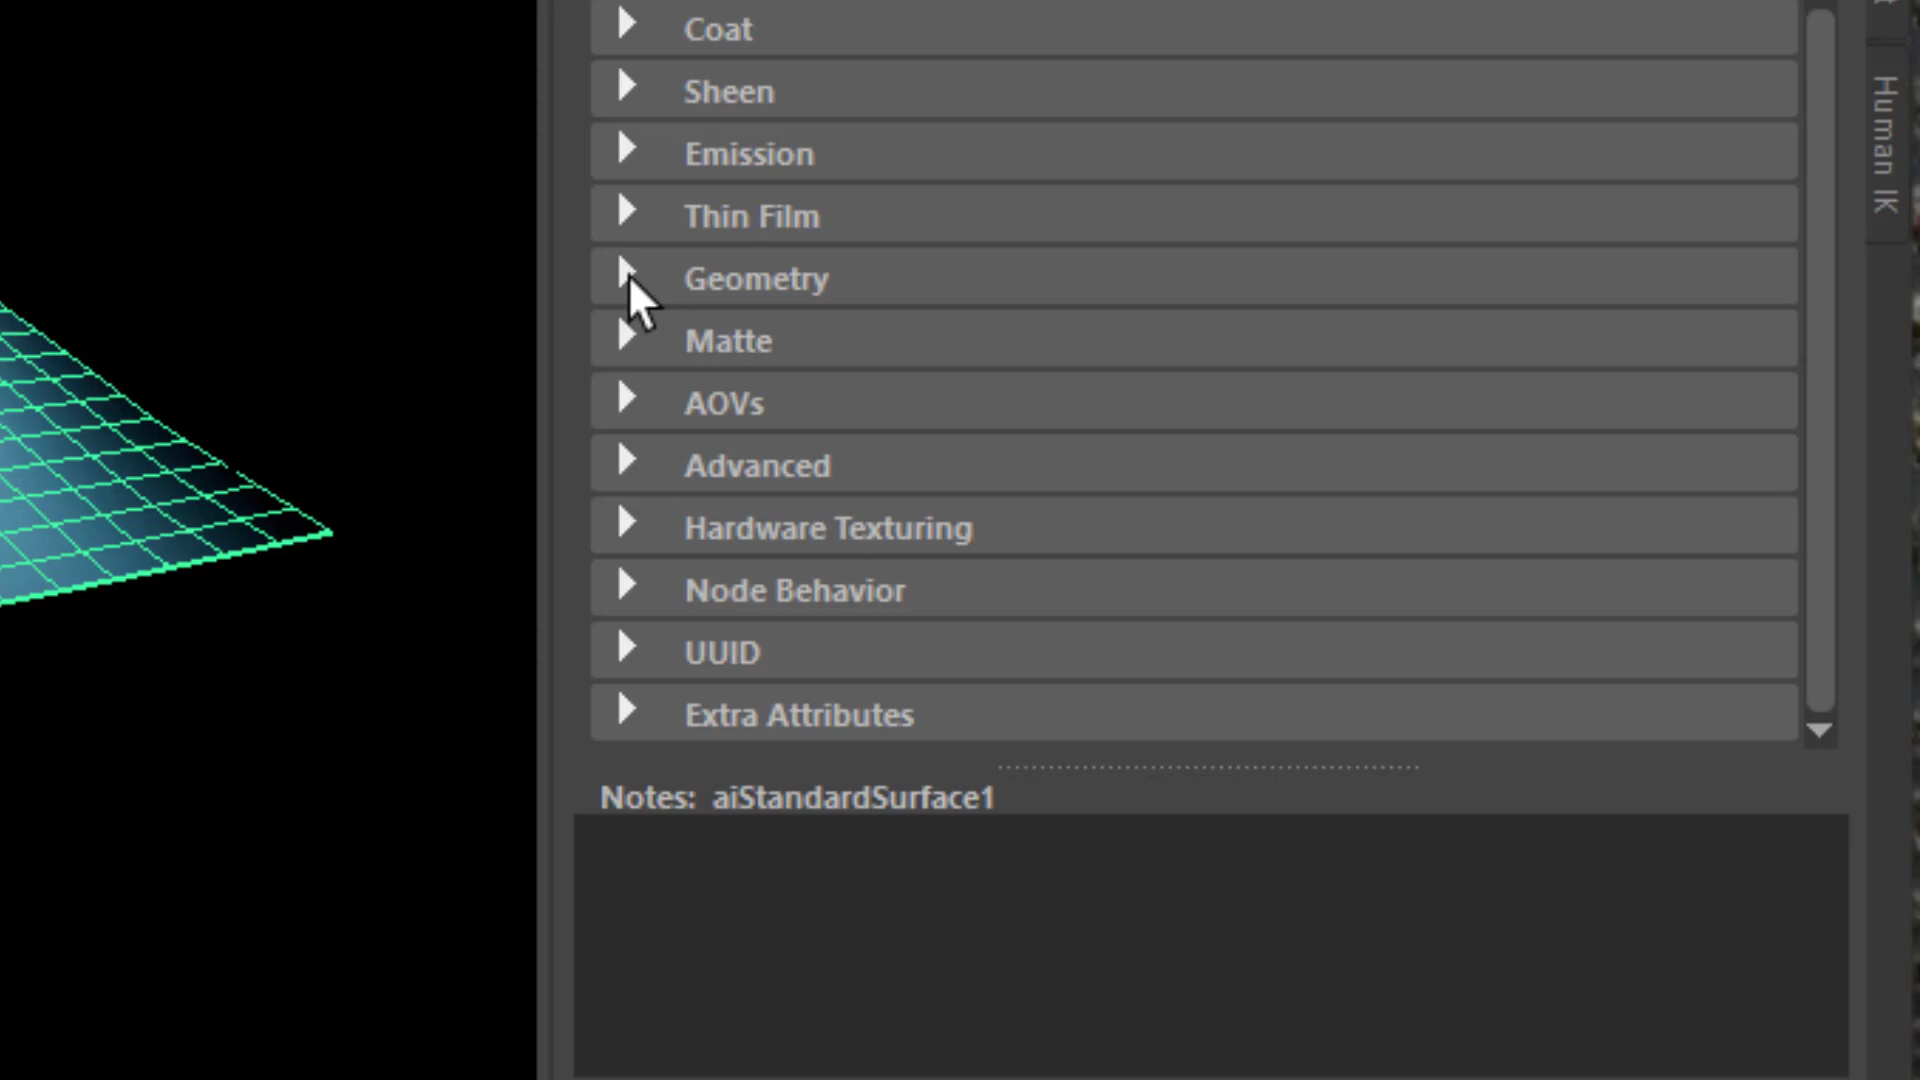 Coat
Sheen
Emission
Thin Film
Geometry
Matte
AOVs
Advanced
Hardware Texturing
Node Behavior
UUID
Extra Attributes
Notes: aiStandardSurface1
Human IK